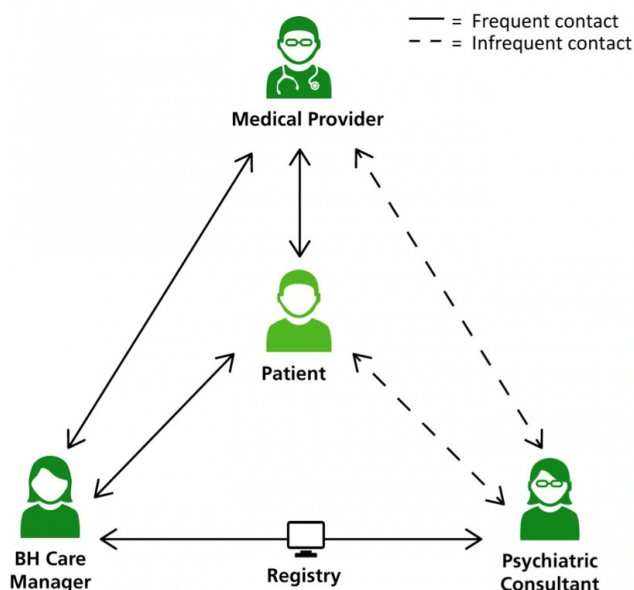 = Frequent contact
= Infrequent contact
Medical Provider
Patient
BH Care
Manager
Registry
Psychiatric
Consultant